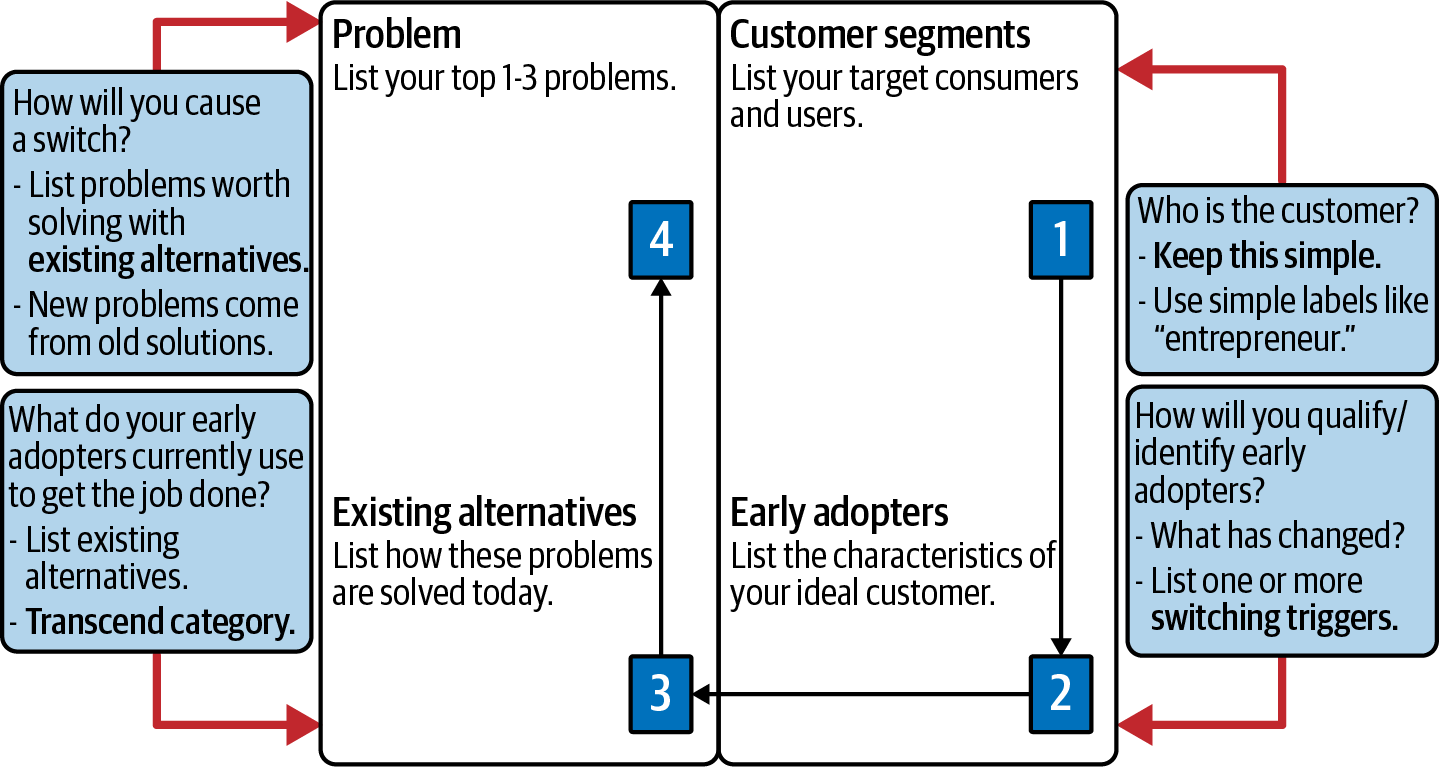 Problem
List your top 1-3 problems.
Customer segments
List your target consumers
and users.
How will you cause
a switch?
- List problems worth
solving with
existing alternatives.
- New problems come
from old solutions.
4
1
Who is the customer?
- Keep this simple.
- Use simple labels like
“entrepreneur.”
What do your early
adopters currently use
to get the job done?
- List existing
alternatives.
- Transcend category.
Existing alternatives
List how these problems
are solved today.
Early adopters
List the characteristics of
your ideal customer.
How will you qualify/
identify early
adopters?
- What has changed?
- List one or more
switching triggers.
3
2